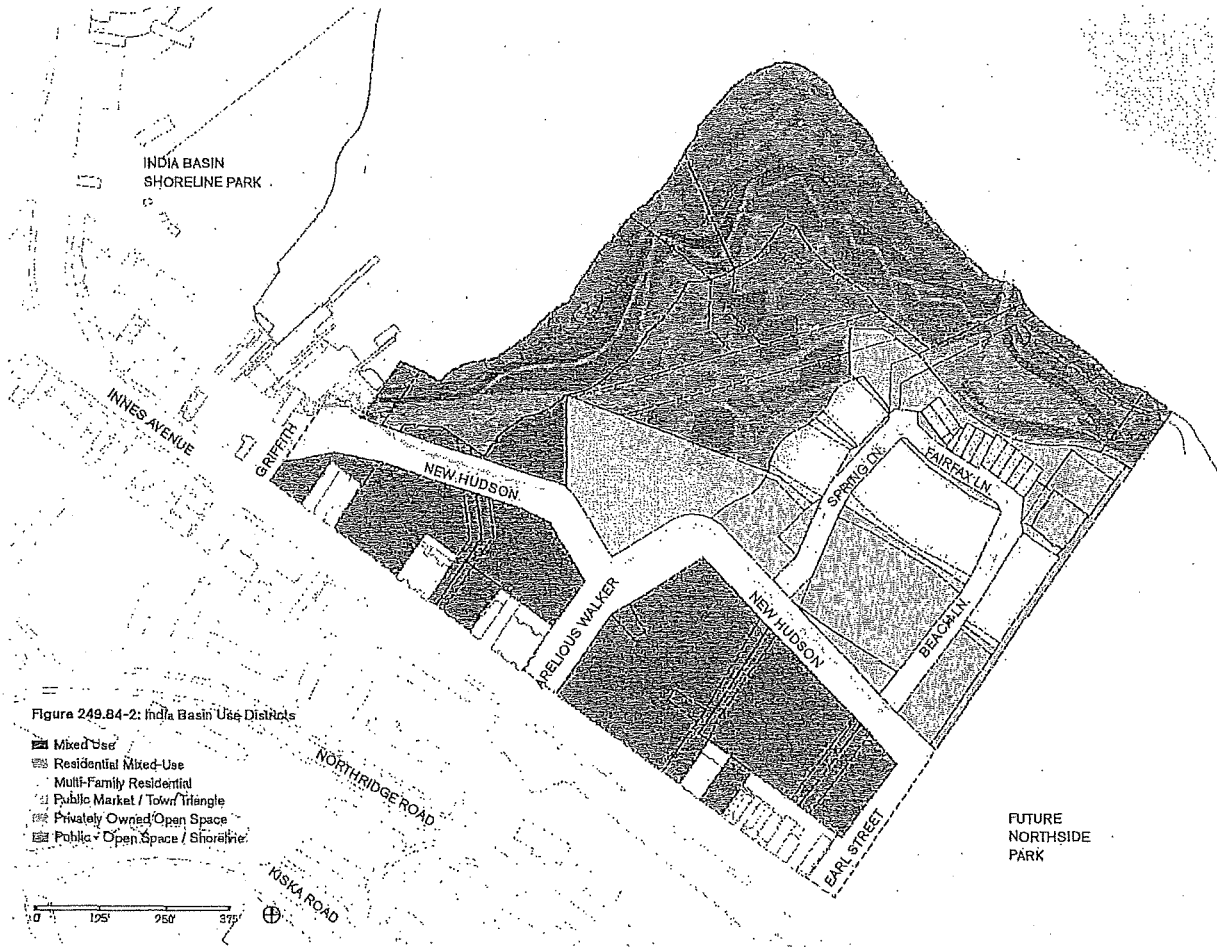 INDIA BASIN
SHORELINE PARK
INNES AVENUE
GRIFFITH
NEW HUDSON
SPRING LN.
FAIRFAX LN.
ARELIOUS WALKER
NEW HUDSON
BEACH LN.
Figure 249.84-2: India Basin Use Districts
Mixed Use
Residential Mixed-Use
Multi-Family Residential
Public Market / Town Triangle
Privately Owned Open Space
Public - Open Space / Shoreline
NORTHRIDGE ROAD
KISKA ROAD
EARL STREET
FUTURE
NORTHSIDE
PARK
0' 125' 250' 375'